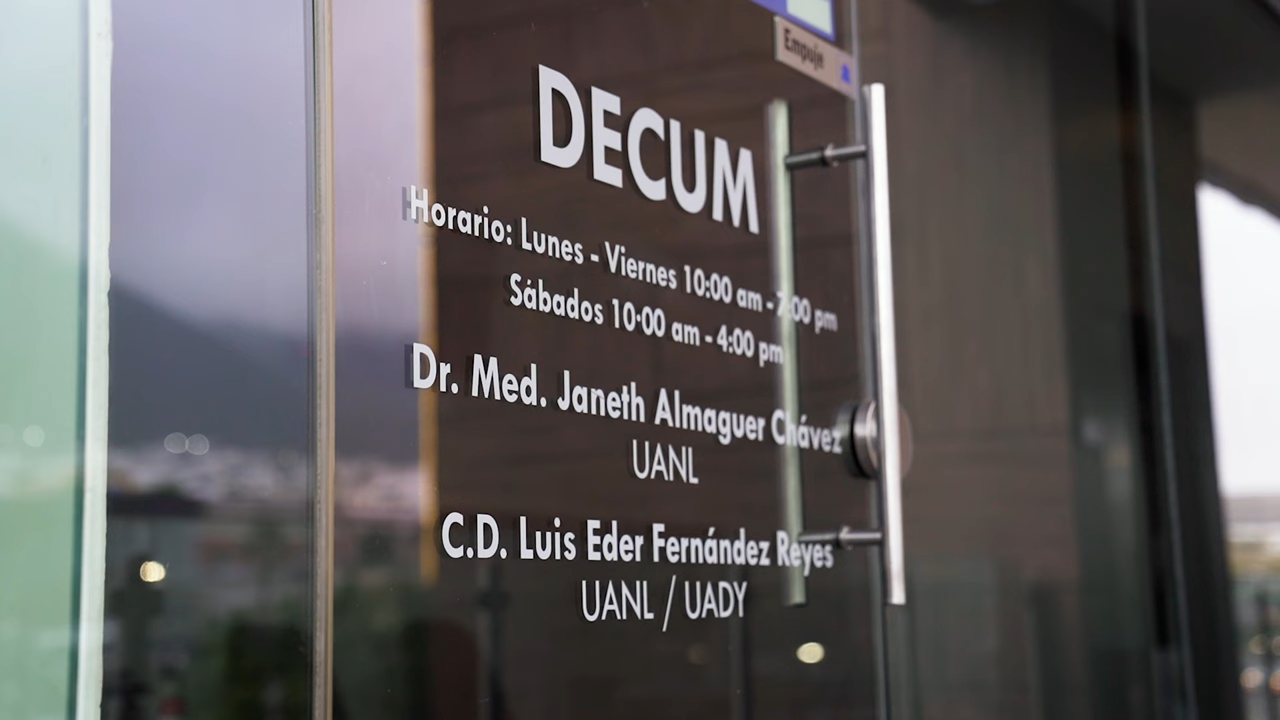 Empuje
DECUM
Horario: Lunes - Viernes 10:00 am - 7:00 pm
Sábados 10:00 am - 4:00 pm
Dr. Med. Janeth Almaguer Chávez
UANL
C.D. Luis Eder Fernández Reyes
UANL / UADY